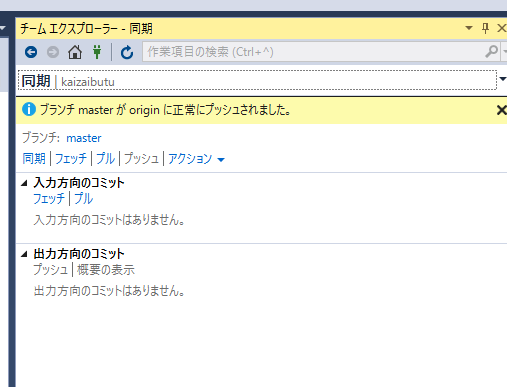 チーム エクスプローラー - 同期
作業項目の検索 (Ctrl+^)
同期 | kaizaibutu
ブランチ master が origin に正常にプッシュされました。
ブランチ: master
同期 | フェッチ | プル | プッシュ | アクション
入力方向のコミット
フェッチ | プル
入力方向のコミットはありません。
出力方向のコミット
プッシュ | 概要の表示
出力方向のコミットはありません。